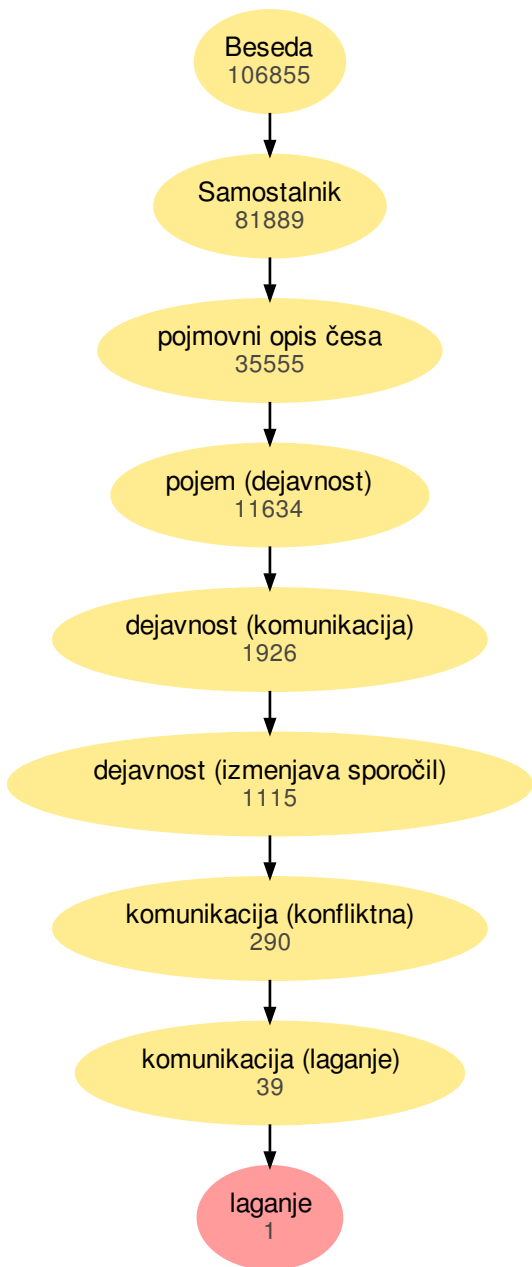 Beseda
106855
Samostalnik
81889
pojmovni opis česa
35555
pojem (dejavnost)
11634
dejavnost (komunikacija)
1926
dejavnost (izmenjava sporočil)
1115
komunikacija (konfliktna)
290
komunikacija (laganje)
39
laganje
1